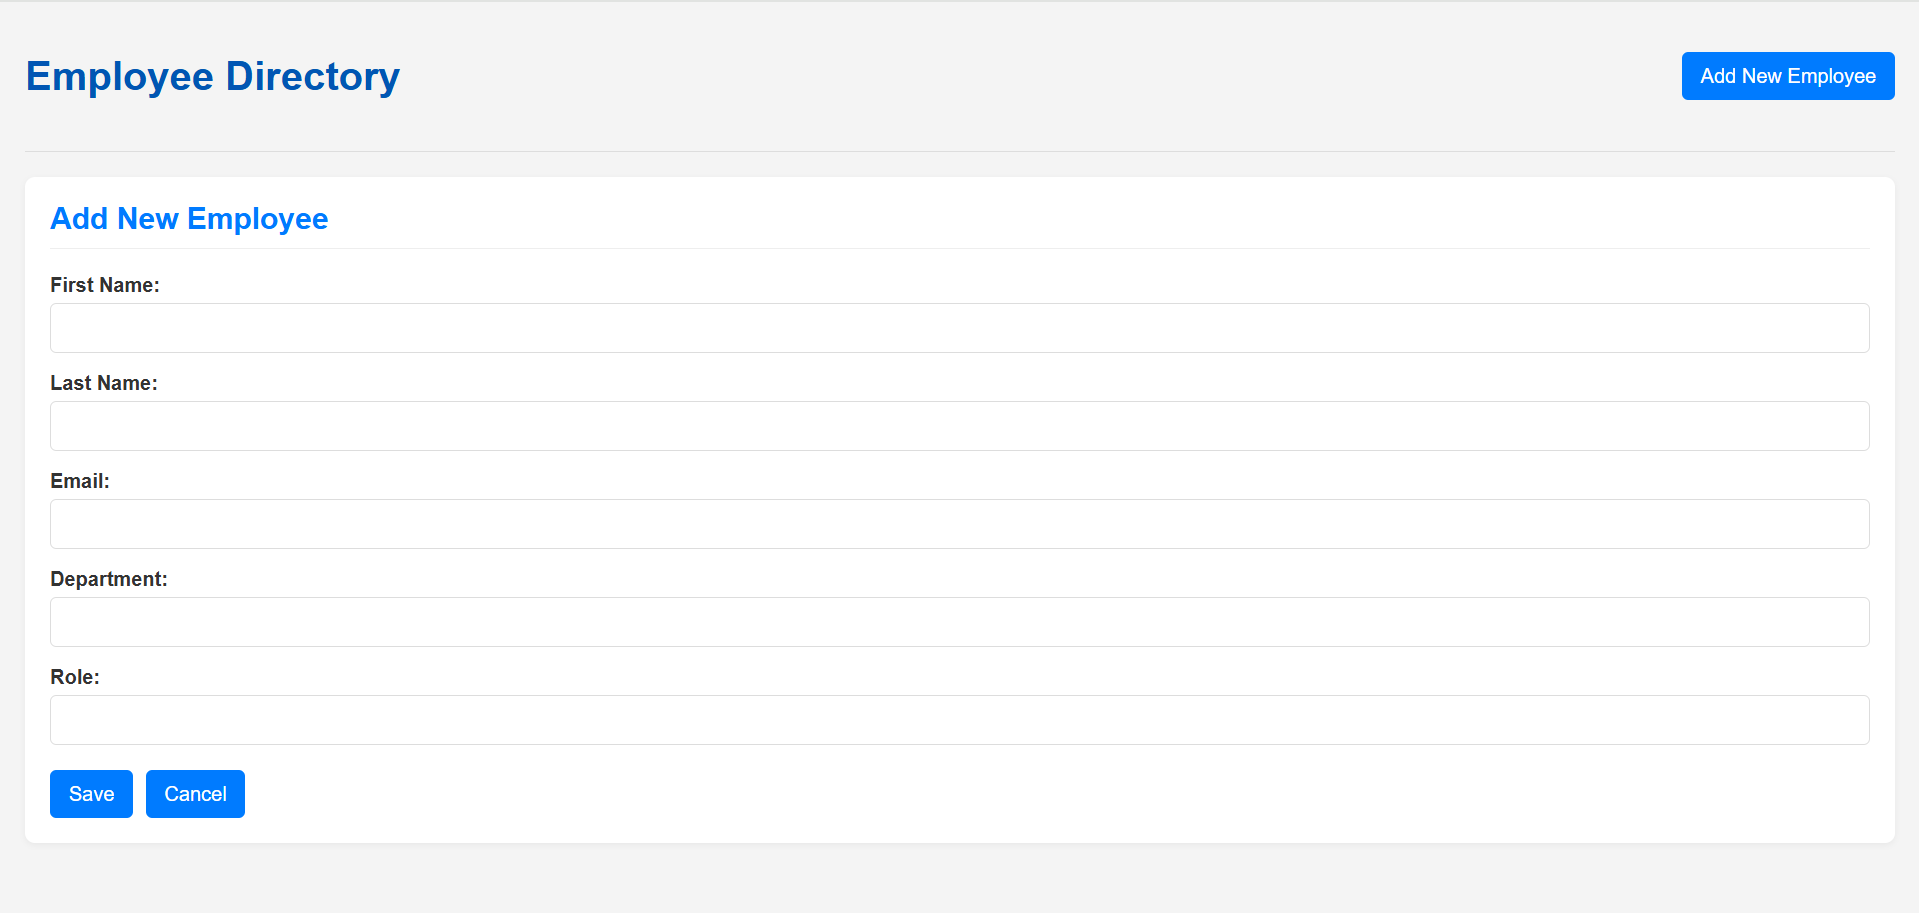 Employee Directory
Add New Employee
Add New Employee
First Name:
Last Name:
Email:
Department:
Role:
Save
Cancel